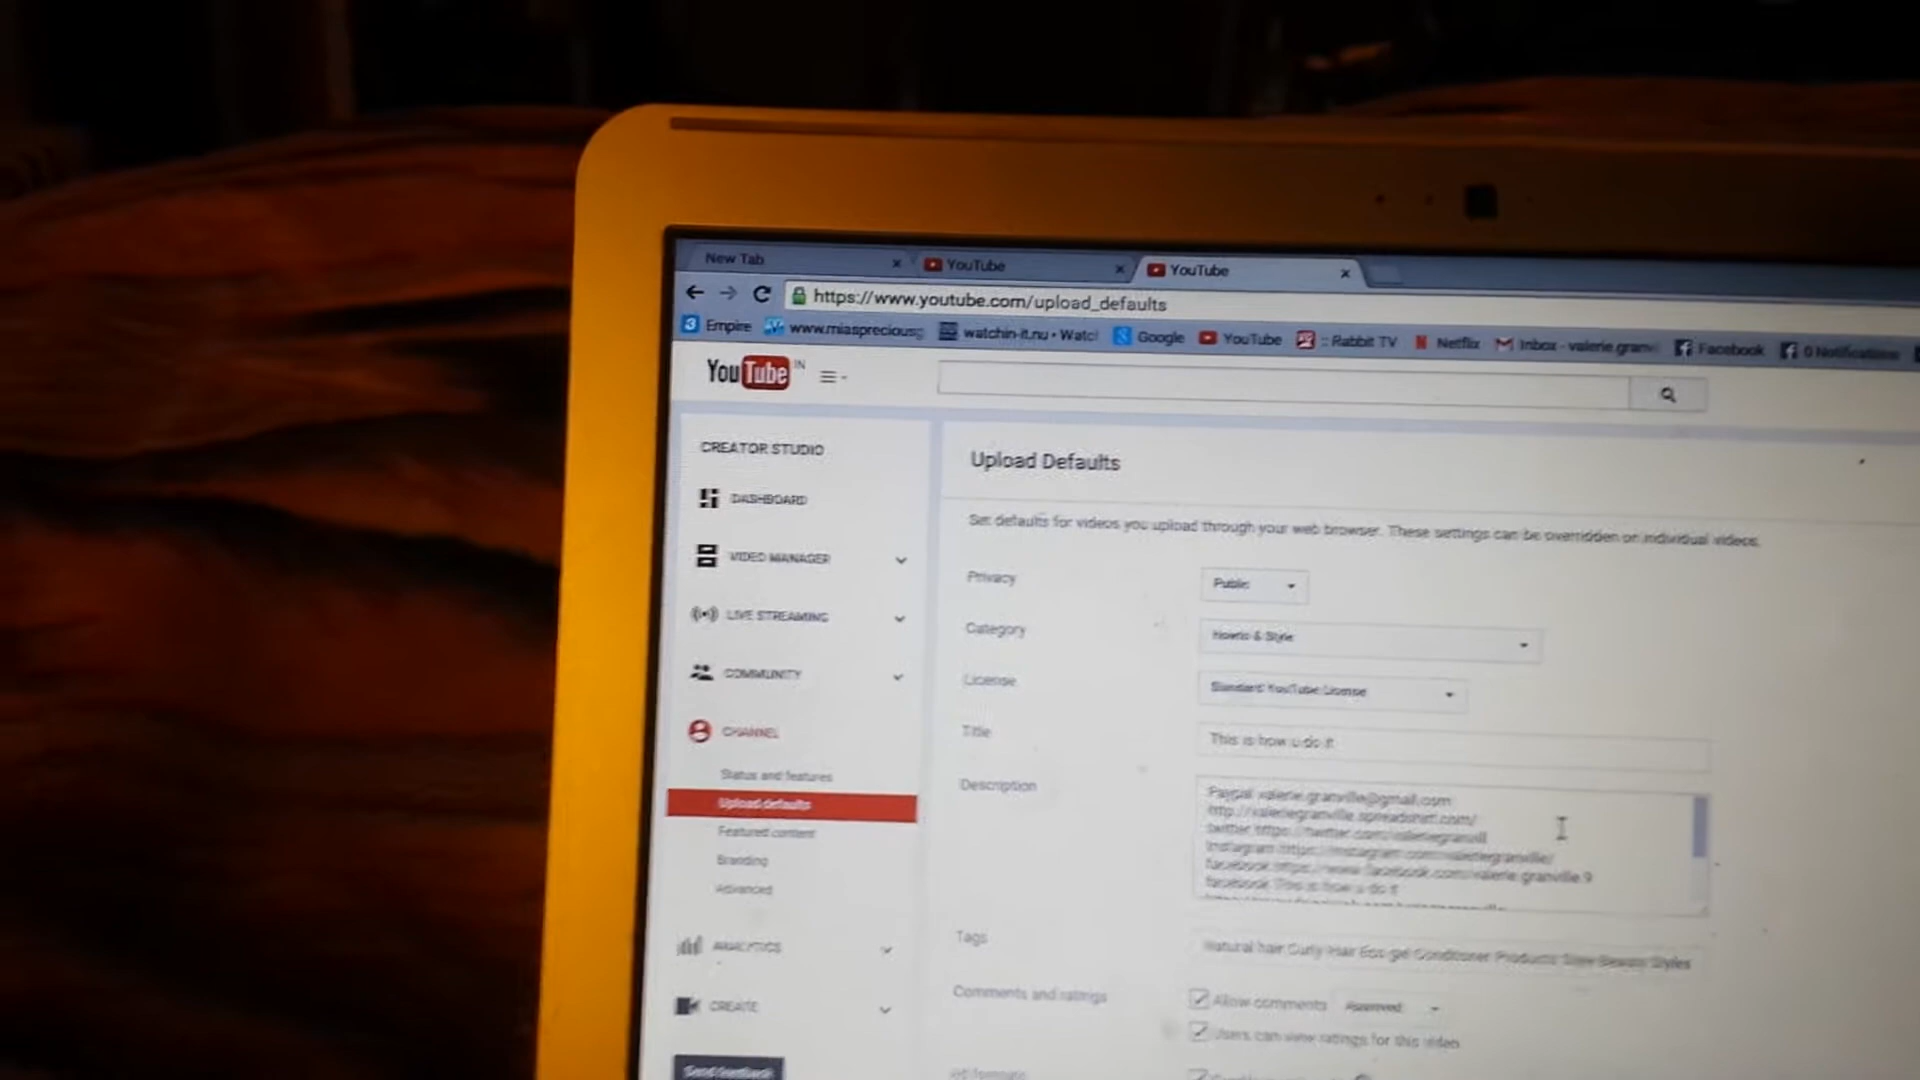 New Tab
YouTube
YouTube
https://www.youtube.com/upload_defaults
3 Empire
www.miasprecious
watchin-it.nu • Watc
Google
YouTube
:: Rabbit TV
Netflix
Inbox - valerie.gran
Facebook
0 Notifications
YouTube IN
CREATOR STUDIO
Upload Defaults
DASHBOARD
Set defaults for videos you upload through your web browser. These settings can be overridden on individual videos.
VIDEO MANAGER
Privacy
Public
LIVE STREAMING
Category
Howto & Style
COMMUNITY
License
Standard YouTube License
CHANNEL
Title
This is how u do it
Status and features
Upload defaults
Featured content
Branding
Advanced
Description
Paypal valerie.granville@gmail.com
http://valeriegranville.spreadshirt.com/
twitter https://twitter.com/valeriegranvill
Instagram https://instagram.com/valeriegranville/
facebook https://www.facebook.com/valerie.granville.9
facebook This is how u do it
ANALYTICS
Tags
Natural hair Curly Hair Eco gel Conditioner Products Styles
CREATE
Comments and ratings
Allow comments
Approved
Users can view ratings for this video
Send feedback